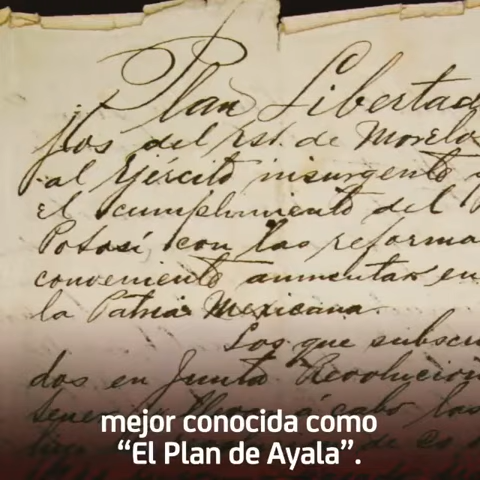 Plan Libertad
jos del Est. de Morelo
al Ejército insurgente
el cumplimiento del
Potosí, con las reforma
conveniente aumentar en
la Patria Mexicana.
Los que subscri
dos en Junta Revolucion
mejor conocida como
“El Plan de Ayala”.